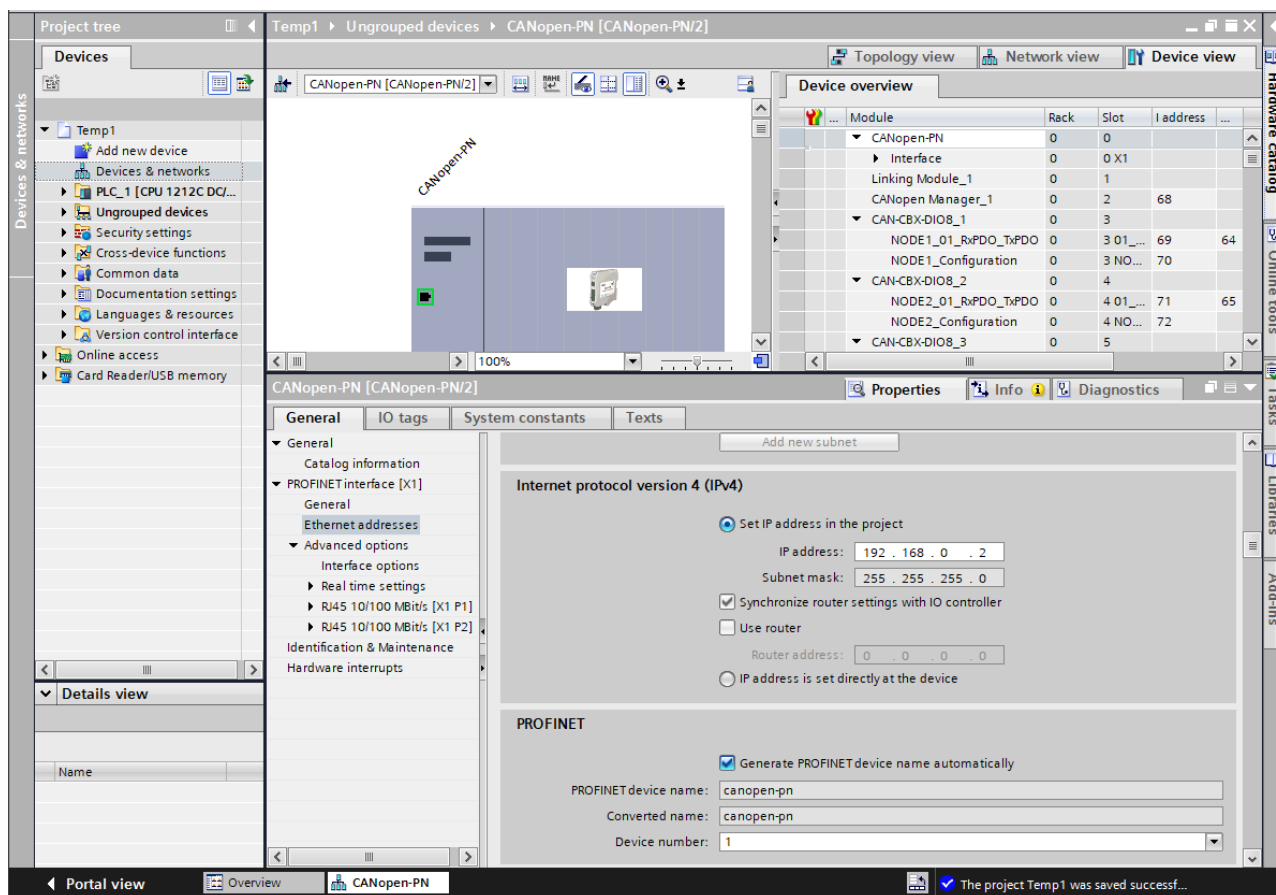 Project tree
Temp1 › Ungrouped devices › CANopen-PN [CANopen-PN/2]
Devices
Topology view
Network view
Device view
CANopen-PN [CANopen-PN/2]
Device overview
... Module Rack Slot I address ...
CANopen-PN 0 0
Interface 0 0 X1
Linking Module_1 0 1
CANopen Manager_1 0 2 68
CAN-CBX-DIO8_1 0 3
NODE1_01_RxPDO_TxPDO 0 3 01_... 69 64
NODE1_Configuration 0 3 NO... 70
CAN-CBX-DIO8_2 0 4
NODE2_01_RxPDO_TxPDO 0 4 01_... 71 65
NODE2_Configuration 0 4 NO... 72
CAN-CBX-DIO8_3 0 5
Devices & networks
Temp1
Add new device
Devices & networks
PLC_1 [CPU 1212C DC/...
Ungrouped devices
Security settings
Cross-device functions
Common data
Documentation settings
Languages & resources
Version control interface
Online access
Card Reader/USB memory
CANopen-PN
100%
CANopen-PN [CANopen-PN/2]
Properties
Info
Diagnostics
General
IO tags
System constants
Texts
General
Catalog information
PROFINET interface [X1]
General
Ethernet addresses
Advanced options
Interface options
Real time settings
RJ45 10/100 MBit/s [X1 P1]
RJ45 10/100 MBit/s [X1 P2]
Identification & Maintenance
Hardware interrupts
Add new subnet
Internet protocol version 4 (IPv4)
Set IP address in the project
IP address: 192 . 168 . 0 . 2
Subnet mask: 255 . 255 . 255 . 0
Synchronize router settings with IO controller
Use router
Router address: 0 . 0 . 0 . 0
IP address is set directly at the device
PROFINET
Generate PROFINET device name automatically
PROFINET device name: canopen-pn
Converted name: canopen-pn
Device number: 1
Details view
Name
Hardware catalog
Online tools
Tasks
Libraries
Add-ins
Portal view
Overview
CANopen-PN
The project Temp1 was saved successf...